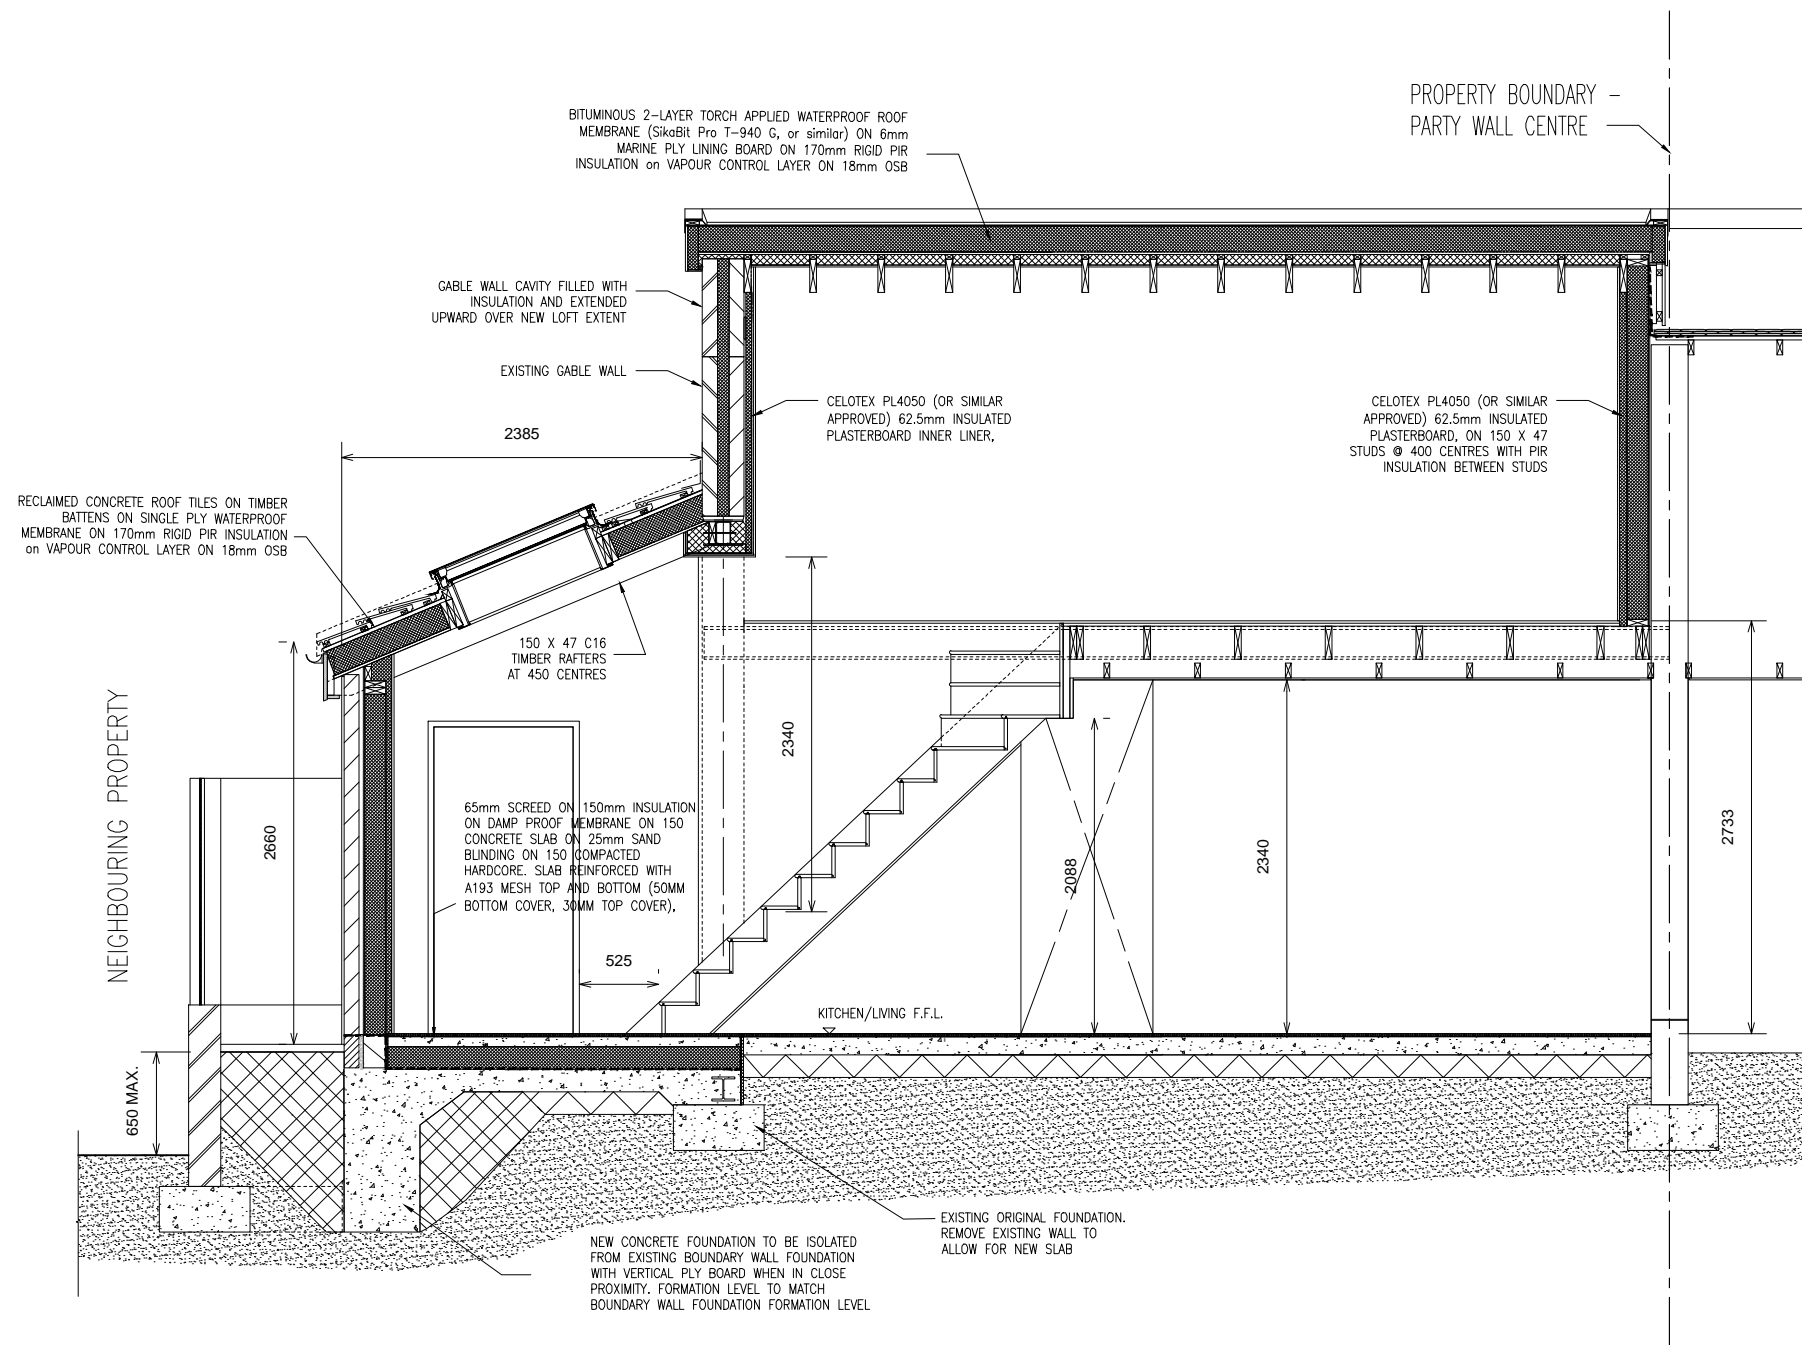 PROPERTY BOUNDARY -
PARTY WALL CENTRE
BITUMINOUS 2-LAYER TORCH APPLIED WATERPROOF ROOF
MEMBRANE (SikaBit Pro T-940 G, or similar) ON 6mm
MARINE PLY LINING BOARD ON 170mm RIGID PIR
INSULATION on VAPOUR CONTROL LAYER ON 18mm OSB
GABLE WALL CAVITY FILLED WITH
INSULATION AND EXTENDED
UPWARD OVER NEW LOFT EXTENT
EXISTING GABLE WALL
CELOTEX PL4050 (OR SIMILAR
APPROVED) 62.5mm INSULATED
PLASTERBOARD INNER LINER,
CELOTEX PL4050 (OR SIMILAR
APPROVED) 62.5mm INSULATED
PLASTERBOARD, ON 150 X 47
STUDS @ 400 CENTRES WITH PIR
INSULATION BETWEEN STUDS
2385
RECLAIMED CONCRETE ROOF TILES ON TIMBER
BATTENS ON SINGLE PLY WATERPROOF
MEMBRANE ON 170mm RIGID PIR INSULATION
on VAPOUR CONTROL LAYER ON 18mm OSB
150 X 47 C16
TIMBER RAFTERS
AT 450 CENTRES
NEIGHBOURING PROPERTY
2660
2340
2088
2340
2733
65mm SCREED ON 150mm INSULATION
ON DAMP PROOF MEMBRANE ON 150
CONCRETE SLAB ON 25mm SAND
BLINDING ON 150 COMPACTED
HARDCORE. SLAB REINFORCED WITH
A193 MESH TOP AND BOTTOM (50MM
BOTTOM COVER, 30MM TOP COVER),
525
KITCHEN/LIVING F.F.L.
650 MAX.
EXISTING ORIGINAL FOUNDATION.
REMOVE EXISTING WALL TO
ALLOW FOR NEW SLAB
NEW CONCRETE FOUNDATION TO BE ISOLATED
FROM EXISTING BOUNDARY WALL FOUNDATION
WITH VERTICAL PLY BOARD WHEN IN CLOSE
PROXIMITY. FORMATION LEVEL TO MATCH
BOUNDARY WALL FOUNDATION FORMATION LEVEL